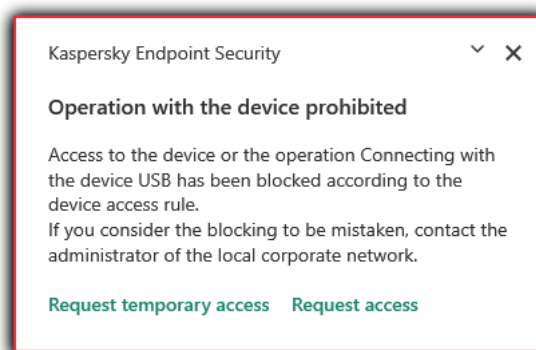 Kaspersky Endpoint Security
Operation with the device prohibited
Access to the device or the operation Connecting with
the device USB has been blocked according to the
device access rule.
If you consider the blocking to be mistaken, contact the
administrator of the local corporate network.
Request temporary access Request access